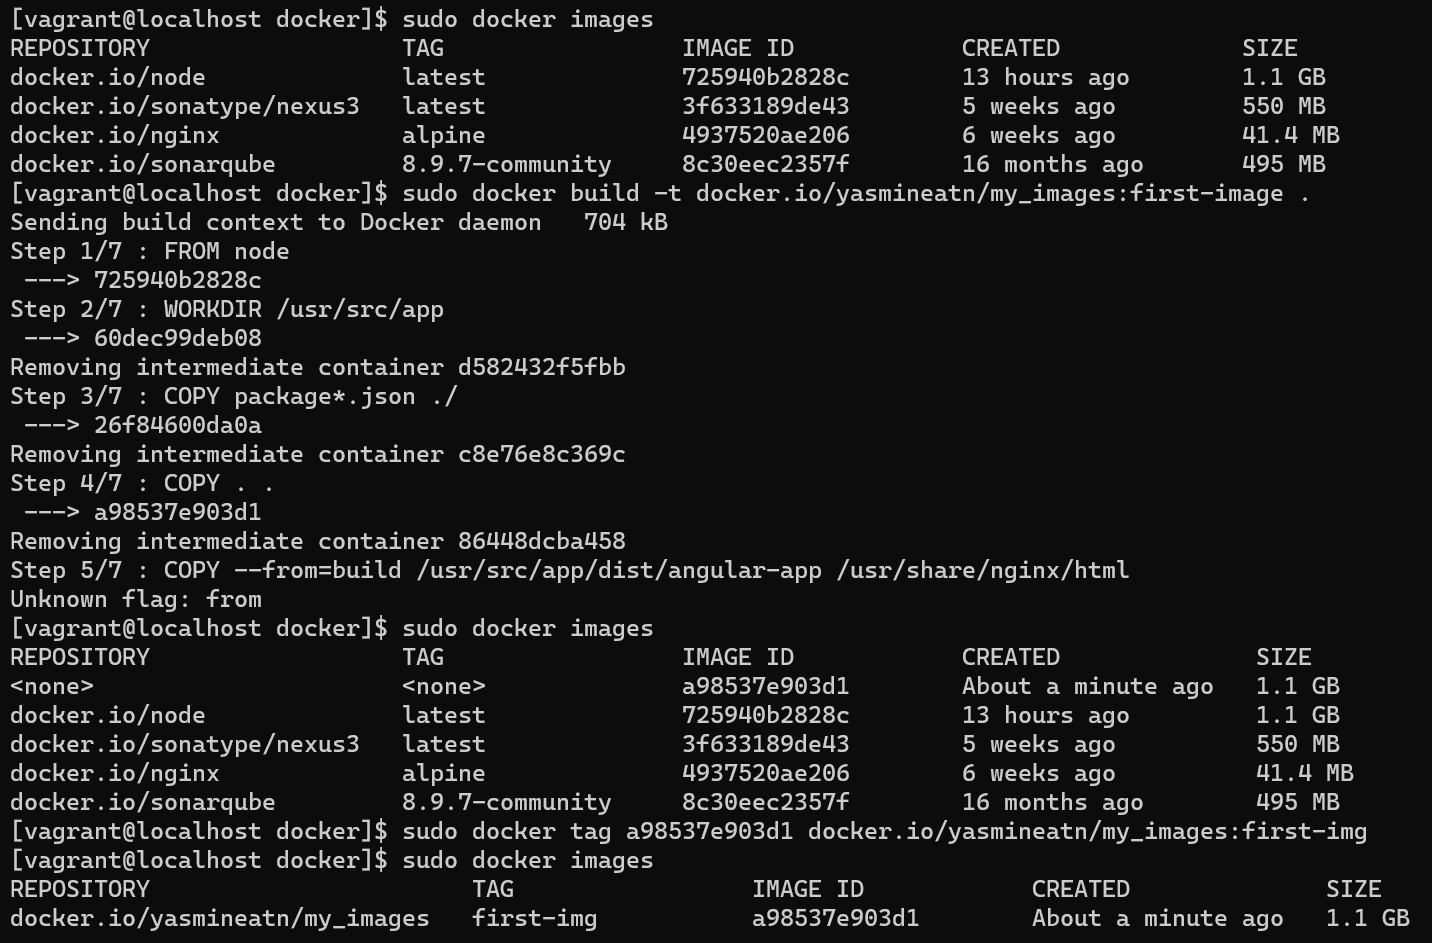 [vagrant@localhost docker]$ sudo docker images
REPOSITORY                  TAG                 IMAGE ID            CREATED             SIZE
docker.io/node              latest              725940b2828c        13 hours ago        1.1 GB
docker.io/sonatype/nexus3   latest              3f633189de43        5 weeks ago         550 MB
docker.io/nginx             alpine              4937520ae206        6 weeks ago         41.4 MB
docker.io/sonarqube         8.9.7-community     8c30eec2357f        16 months ago       495 MB
[vagrant@localhost docker]$ sudo docker build -t docker.io/yasmineatn/my_images:first-image .
Sending build context to Docker daemon   704 kB
Step 1/7 : FROM node
 ---> 725940b2828c
Step 2/7 : WORKDIR /usr/src/app
 ---> 60dec99deb08
Removing intermediate container d582432f5fbb
Step 3/7 : COPY package*.json ./
 ---> 26f84600da0a
Removing intermediate container c8e76e8c369c
Step 4/7 : COPY . .
 ---> a98537e903d1
Removing intermediate container 86448dcba458
Step 5/7 : COPY --from=build /usr/src/app/dist/angular-app /usr/share/nginx/html
Unknown flag: from
[vagrant@localhost docker]$ sudo docker images
REPOSITORY                  TAG                 IMAGE ID            CREATED              SIZE
<none>                      <none>              a98537e903d1        About a minute ago   1.1 GB
docker.io/node              latest              725940b2828c        13 hours ago         1.1 GB
docker.io/sonatype/nexus3   latest              3f633189de43        5 weeks ago          550 MB
docker.io/nginx             alpine              4937520ae206        6 weeks ago          41.4 MB
docker.io/sonarqube         8.9.7-community     8c30eec2357f        16 months ago        495 MB
[vagrant@localhost docker]$ sudo docker tag a98537e903d1 docker.io/yasmineatn/my_images:first-img
[vagrant@localhost docker]$ sudo docker images
REPOSITORY                       TAG                 IMAGE ID            CREATED              SIZE
docker.io/yasmineatn/my_images   first-img           a98537e903d1        About a minute ago   1.1 GB